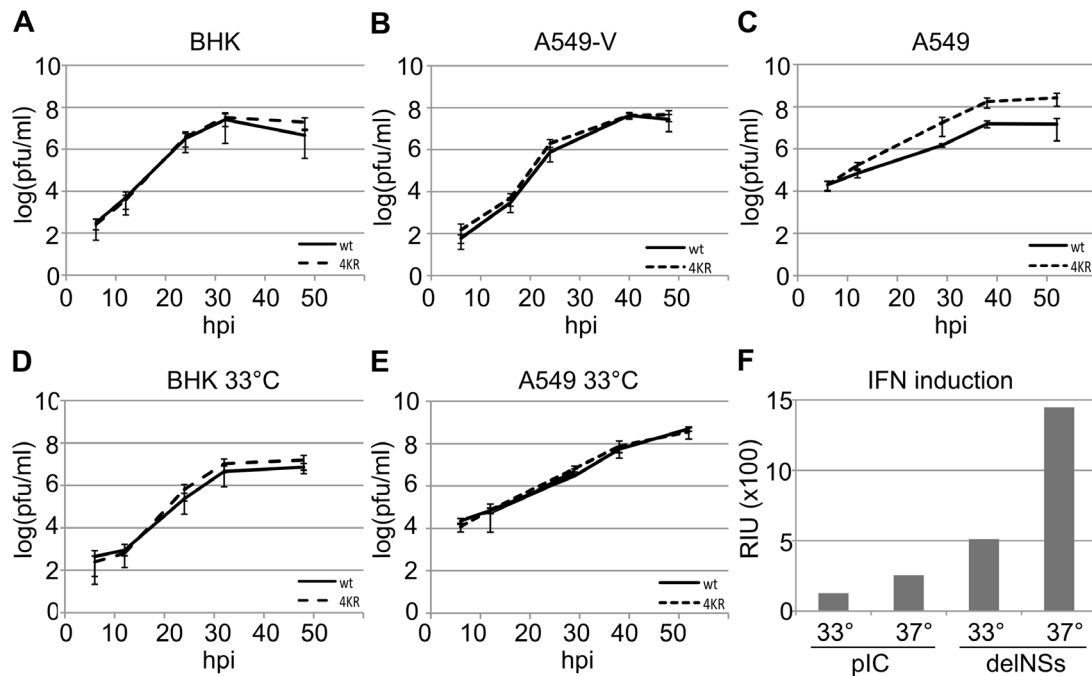 A
BHK
log(pfu/ml)
10
8
6
4
2
0
wt
4KR
0 10 20 30 40 50
hpi
B
A549-V
log(pfu/ml)
10
8
6
4
2
0
wt
4KR
0 10 20 30 40 50
hpi
C
A549
log(pfu/ml)
10
8
6
4
2
0
wt
4KR
0 10 20 30 40 50
hpi
D
BHK 33°C
log(pfu/ml)
10
8
6
4
2
0
wt
4KR
0 10 20 30 40 50
hpi
E
A549 33°C
log(pfu/ml)
10
8
6
4
2
0
wt
4KR
0 10 20 30 40 50
hpi
F
IFN induction
RIU (x100)
15
10
5
0
33° 37° 33° 37°
pIC delNSs